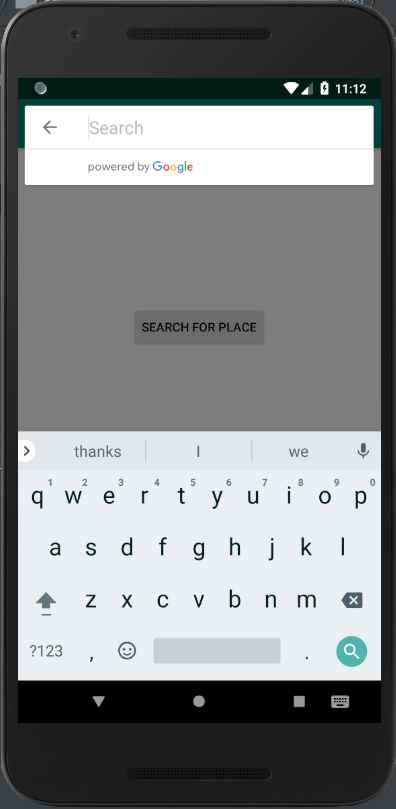 11:12
Search
powered by Google
SEARCH FOR PLACE
thanks I we
1 2 3 4 5 6 7 8 9 0
q w e r t y u i o p
a s d f g h j k l
z x c v b n m
?123 , .